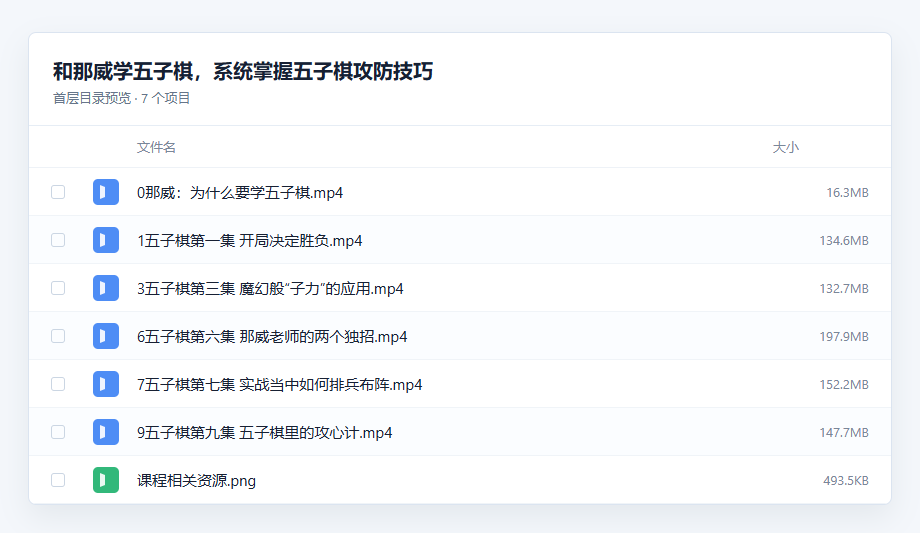 和那威学五子棋，系统掌握五子棋攻防技巧
首层目录预览 · 7 个项目
文件名 大小
0那威：为什么要学五子棋.mp4 16.3MB
1五子棋第一集 开局决定胜负.mp4 134.6MB
3五子棋第三集 魔幻般“子力”的应用.mp4 132.7MB
6五子棋第六集 那威老师的两个独招.mp4 197.9MB
7五子棋第七集 实战当中如何排兵布阵.mp4 152.2MB
9五子棋第九集 五子棋里的攻心计.mp4 147.7MB
课程相关资源.png 493.5KB